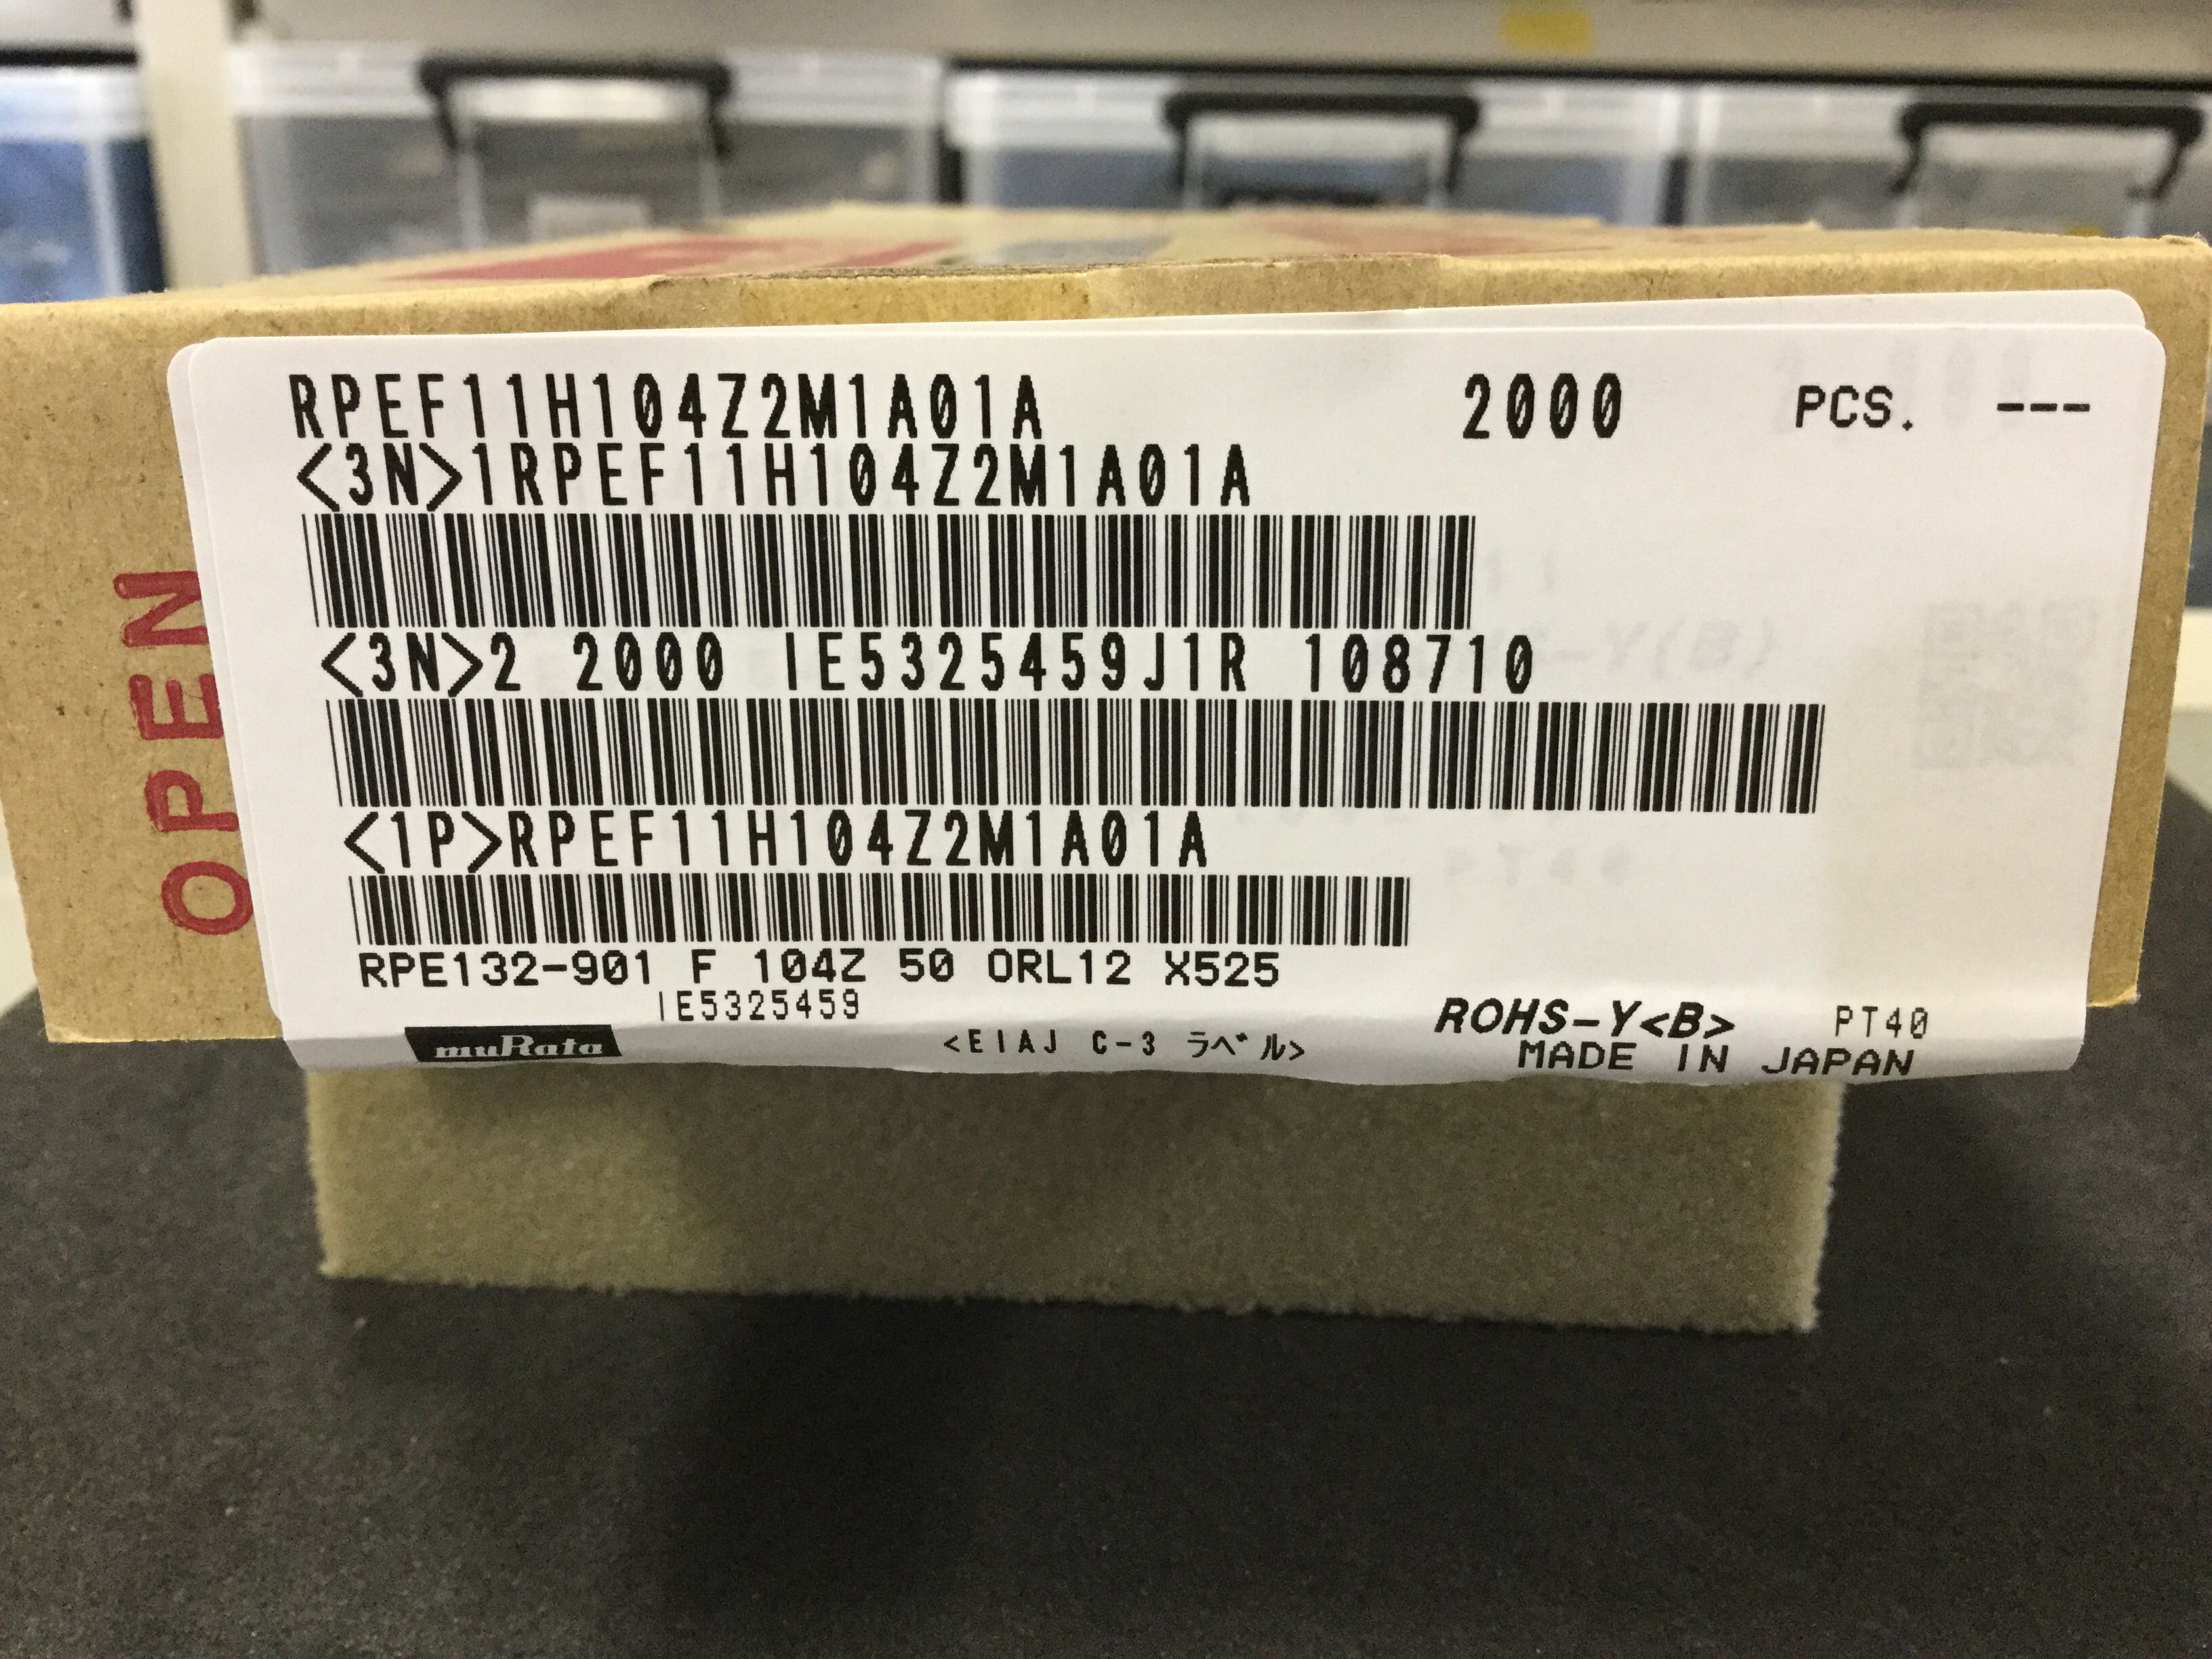 RPEF11H104Z2M1A01A 2000 PCS. ---
<3N>1RPEF11H104Z2M1A01A
<3N>2 2000 IE5325459J1R 108710
<1P>RPEF11H104Z2M1A01A
RPE132-901 F 104Z 50 ORL12 X525
IE5325459
ROHS-Y<B> PT40
muRata <EIAJ C-3 ラベル> MADE IN JAPAN
OPEN